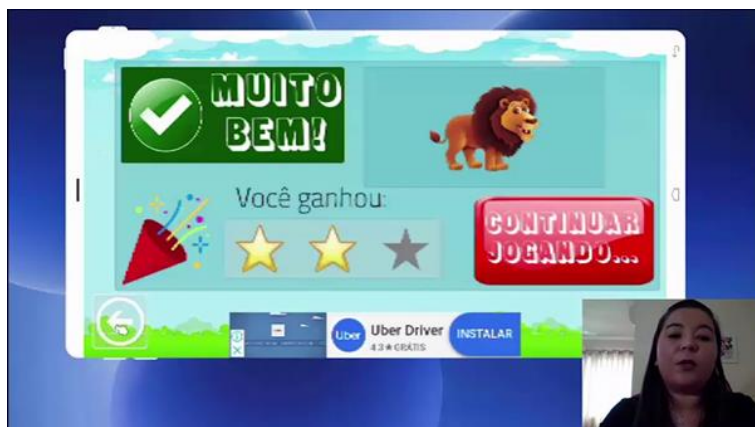 MUITO
BEM!
Você ganhou:
CONTINUAR
JOGANDO...
Uber
Uber Driver
4.3★GRÁTIS
INSTALAR